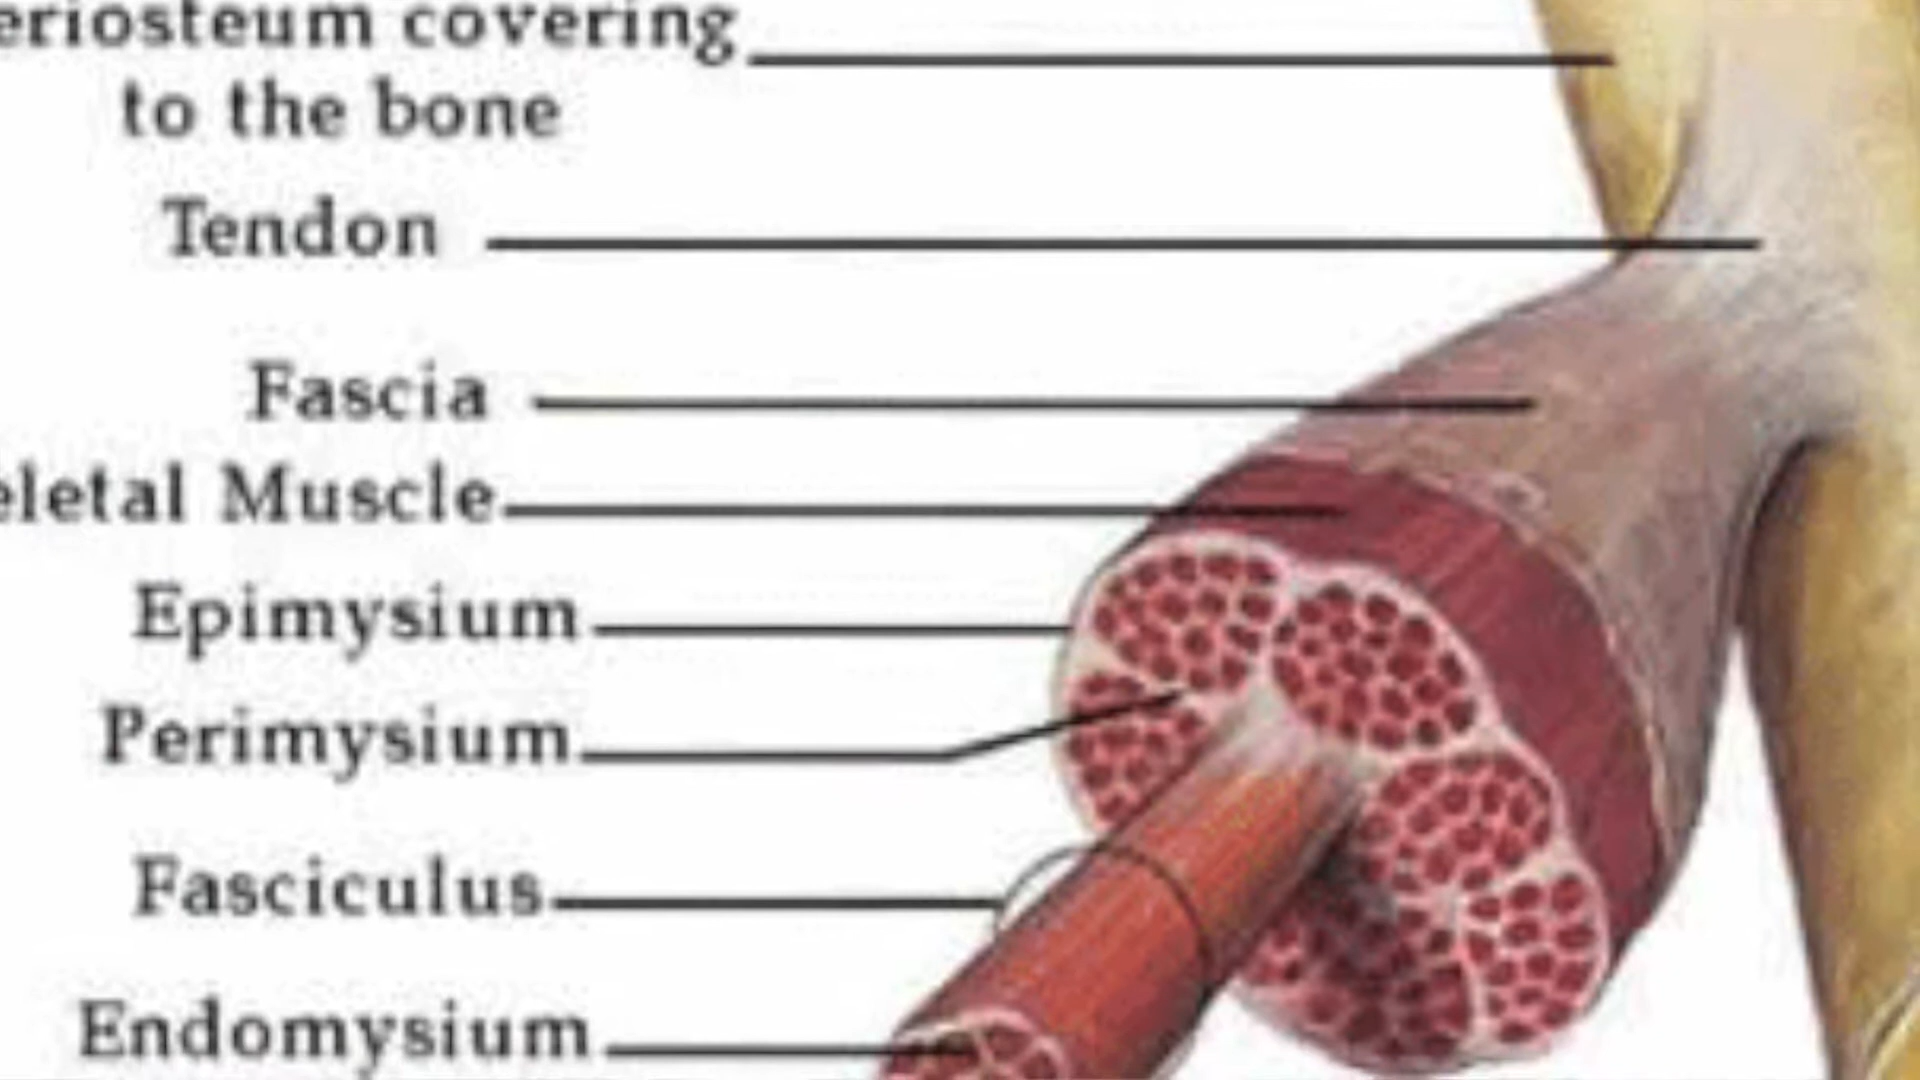 eriosteum covering
to the bone
Tendon
Fascia
eletal Muscle
Epimysium
Perimysium
Fasciculus
Endomysium